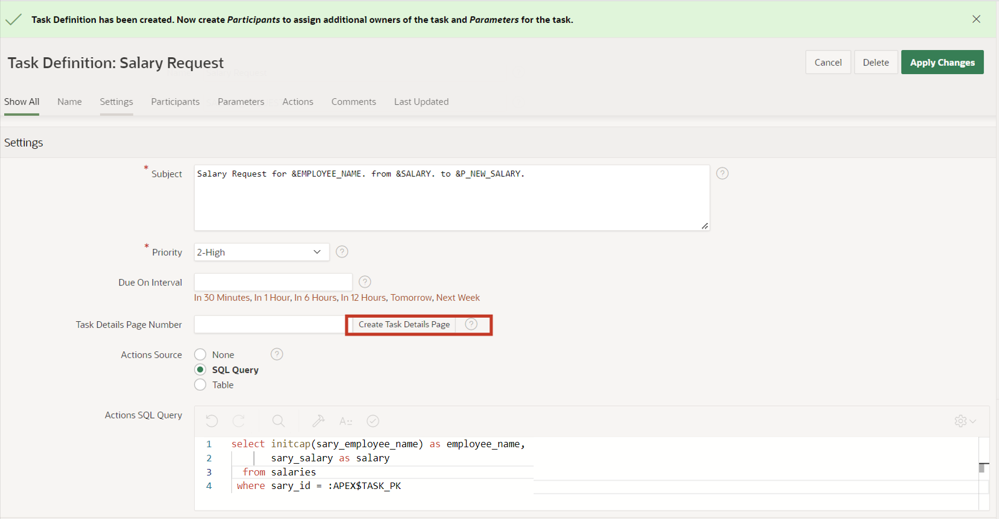 Task Definition has been created. Now create Participants to assign additional owners of the task and Parameters for the task.
Task Definition: Salary Request
Cancel
Delete
Apply Changes
Show All
Name
Settings
Participants
Parameters
Actions
Comments
Last Updated
Settings
* Subject
Salary Request for &EMPLOYEE_NAME. from &SALARY. to &P_NEW_SALARY.
?
* Priority
2-High
?
Due On Interval
?
In 30 Minutes, In 1 Hour, In 6 Hours, In 12 Hours, Tomorrow, Next Week
Task Details Page Number
Create Task Details Page
?
Actions Source
None
?
SQL Query
Table
Actions SQL Query
A::
1 select initcap(sary_employee_name) as employee_name,
2 sary_salary as salary
3 from salaries
4 where sary_id = :APEX$TASK_PK